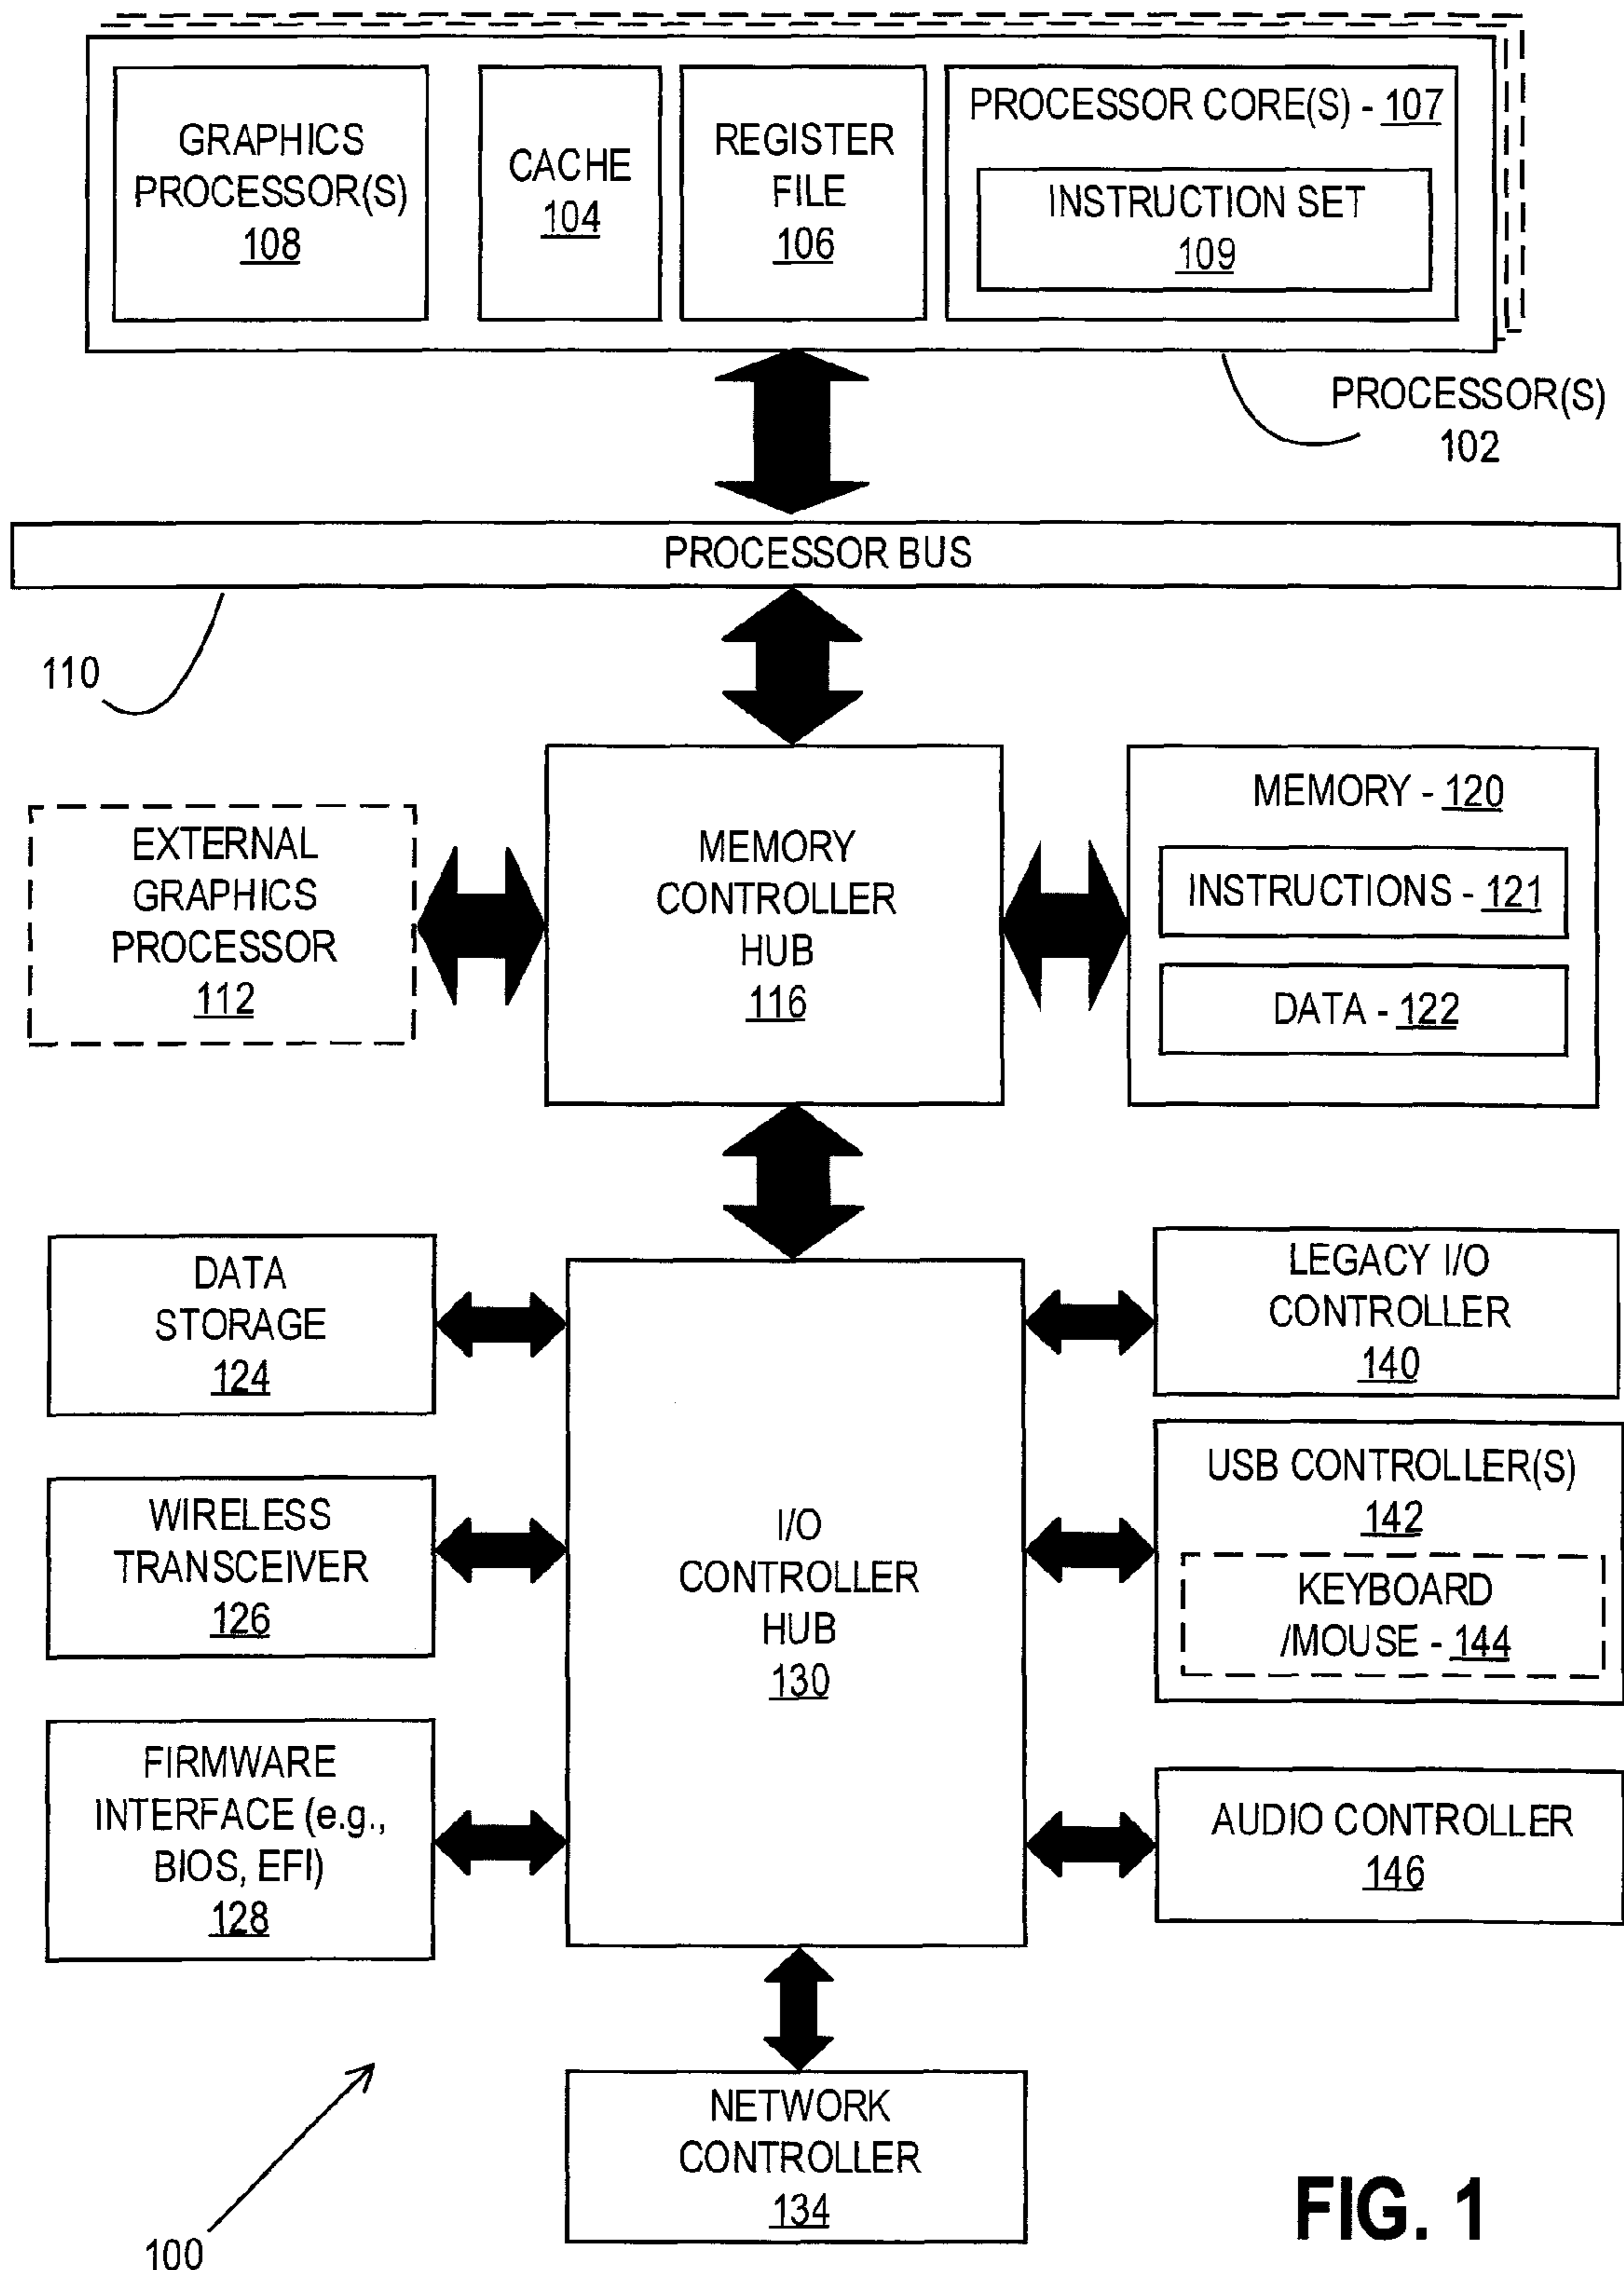 GRAPHICS
PROCESSOR(S)
108
CACHE
104
REGISTER
FILE
106
PROCESSOR CORE(S) - 107
INSTRUCTION SET
109
PROCESSOR(S)
102
PROCESSOR BUS
110
EXTERNAL
GRAPHICS
PROCESSOR
112
MEMORY
CONTROLLER
HUB
116
MEMORY - 120
INSTRUCTIONS - 121
DATA - 122
DATA
STORAGE
124
WIRELESS
TRANSCEIVER
126
FIRMWARE
INTERFACE (e.g.,
BIOS, EFI)
128
I/O
CONTROLLER
HUB
130
LEGACY I/O
CONTROLLER
140
USB CONTROLLER(S)
142
KEYBOARD
/MOUSE - 144
AUDIO CONTROLLER
146
NETWORK
CONTROLLER
134
100
FIG. 1